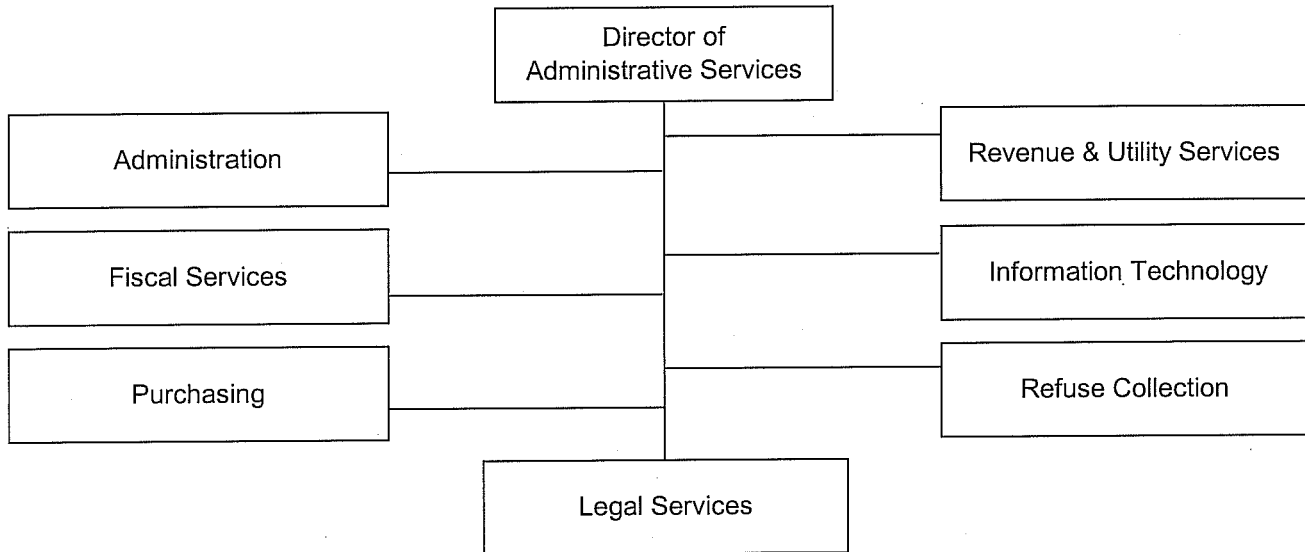 Director of
Administrative Services
Administration
Revenue & Utility Services
Fiscal Services
Information Technology
Purchasing
Refuse Collection
Legal Services